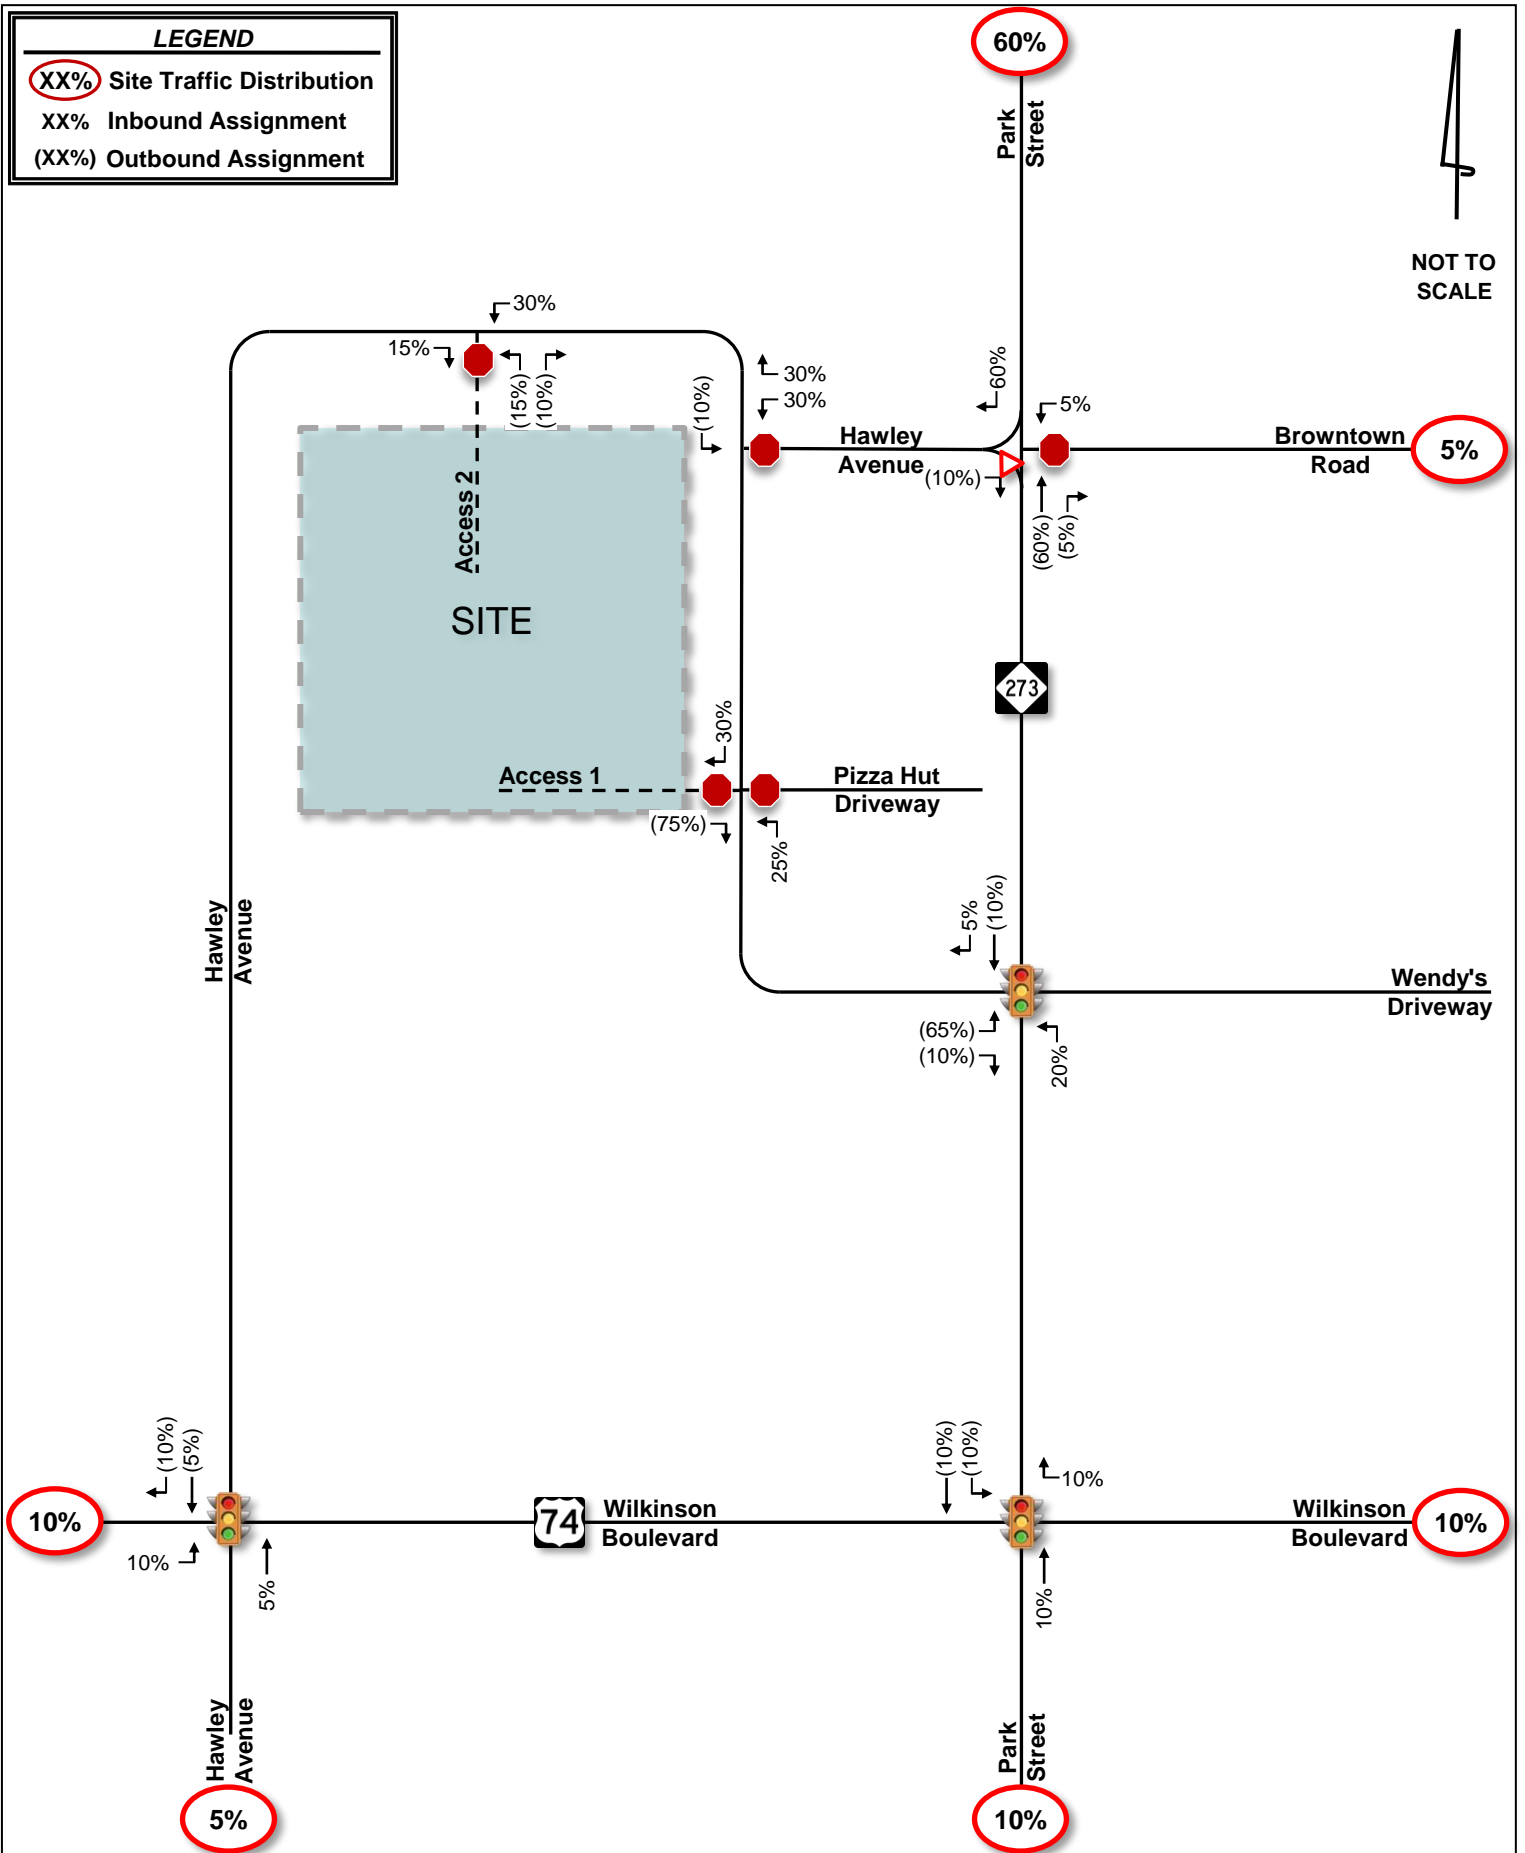 LEGEND
XX% Site Traffic Distribution
XX% Inbound Assignment
(XX%) Outbound Assignment
60%
Park
Street
NOT TO
SCALE
30%
15%
(15%)
(10%)
30%
30%
(10%)
60%
5%
Hawley
Avenue
(10%)
Browntown
Road
5%
(60%)
(5%)
Access 2
SITE
273
30%
Access 1
Pizza Hut
Driveway
(75%)
25%
Hawley
Avenue
5%
(10%)
Wendy's
Driveway
(65%)
(10%)
20%
(10%)
(5%)
(10%)
(10%)
10%
10%
74
Wilkinson
Boulevard
Wilkinson
Boulevard
10%
10%
5%
10%
Hawley
Avenue
Park
Street
5%
10%